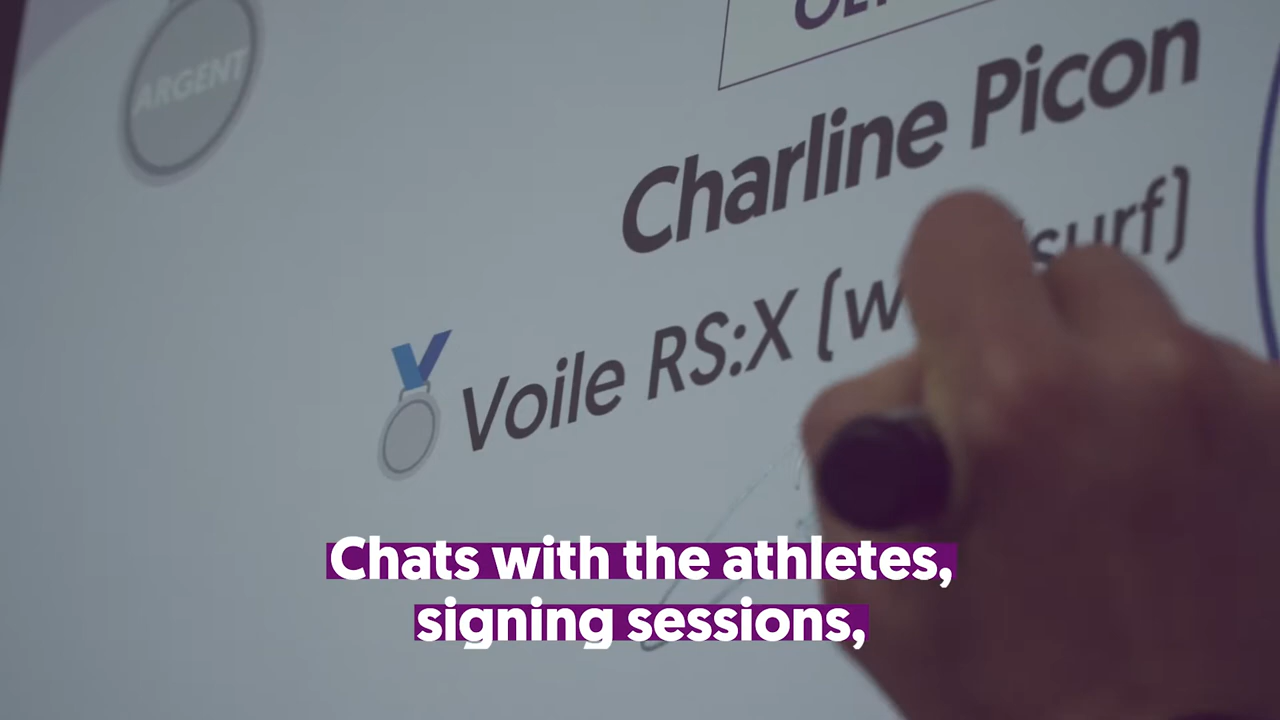 ARGENT
Charline Picon
Voile RS:X (w surf)
Chats with the athletes,
signing sessions,